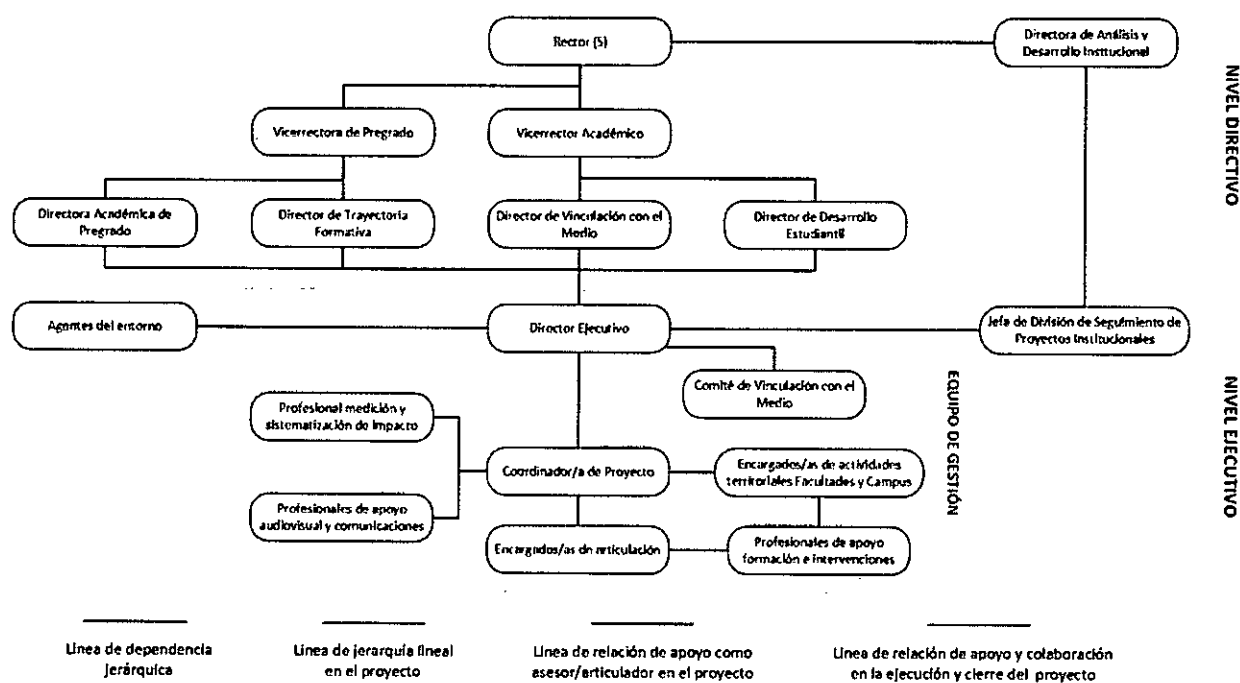 Rector (S)
Directora de Análisis y
Desarrollo Institucional
NIVEL DIRECTIVO
Vicerrectora de Pregrado
Vicerrector Académico
Directora Académica de
Pregrado
Director de Trayectoria
Formativa
Director de Vinculación con el
Medio
Director de Desarrollo
Estudiantil
Agentes del entorno
Director Ejecutivo
Jefa de División de Seguimiento de
Proyectos Institucionales
Comité de Vinculación con el
Medio
EQUIPO DE GESTIÓN
NIVEL EJECUTIVO
Profesional medición y
sistematización de impacto
Coordinador/a de Proyecto
Encargados/as de actividades
territoriales Facultades y Campus
Profesionales de apoyo
audiovisual y comunicaciones
Encargados/as de articulación
Profesionales de apoyo
formación e intervenciones
Línea de dependencia
jerárquica
Línea de jerarquía lineal
en el proyecto
Línea de relación de apoyo como
asesor/articulador en el proyecto
Línea de relación de apoyo y colaboración
en la ejecución y cierre del proyecto